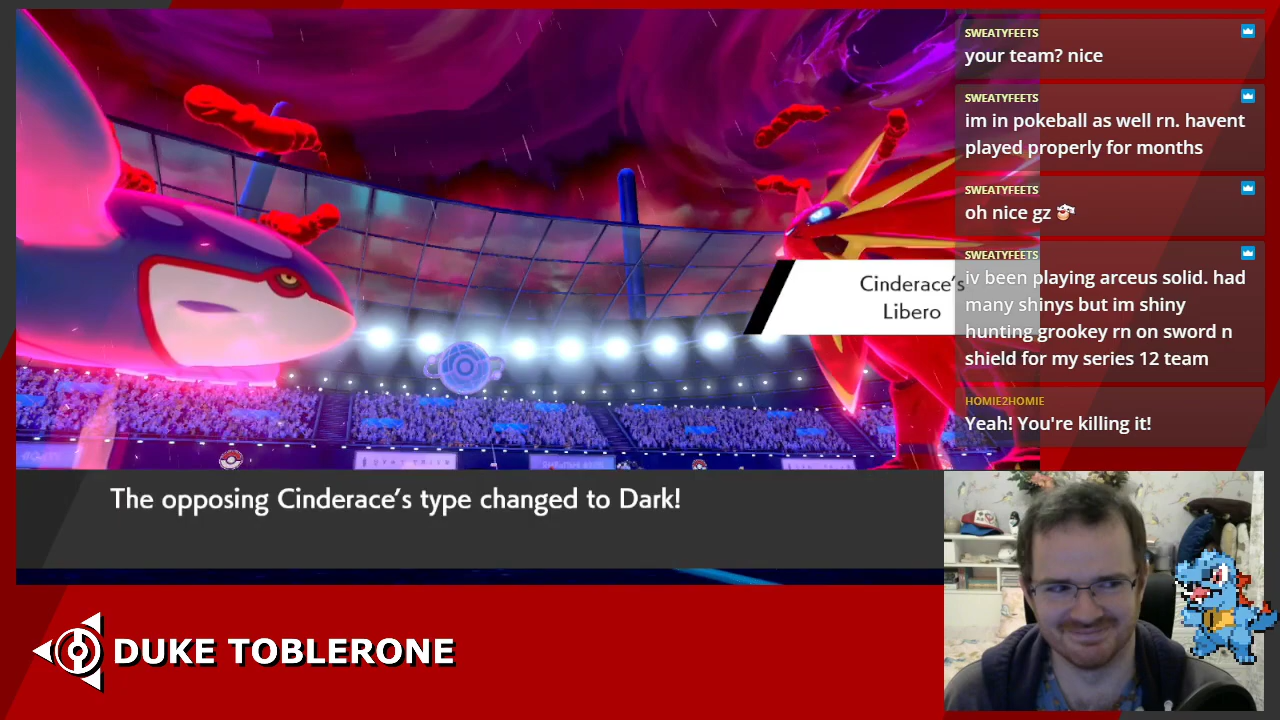 SWEATYFEETS
your team? nice
SWEATYFEETS
im in pokeball as well rn. havent
played properly for months
SWEATYFEETS
oh nice gz
SWEATYFEETS
iv been playing arceus solid. had
many shinys but im shiny
hunting grookey rn on sword n
shield for my series 12 team
HOMIE2HOMIE
Yeah! You're killing it!
Cinderace's
Libero
The opposing Cinderace's type changed to Dark!
DUKE TOBLERONE